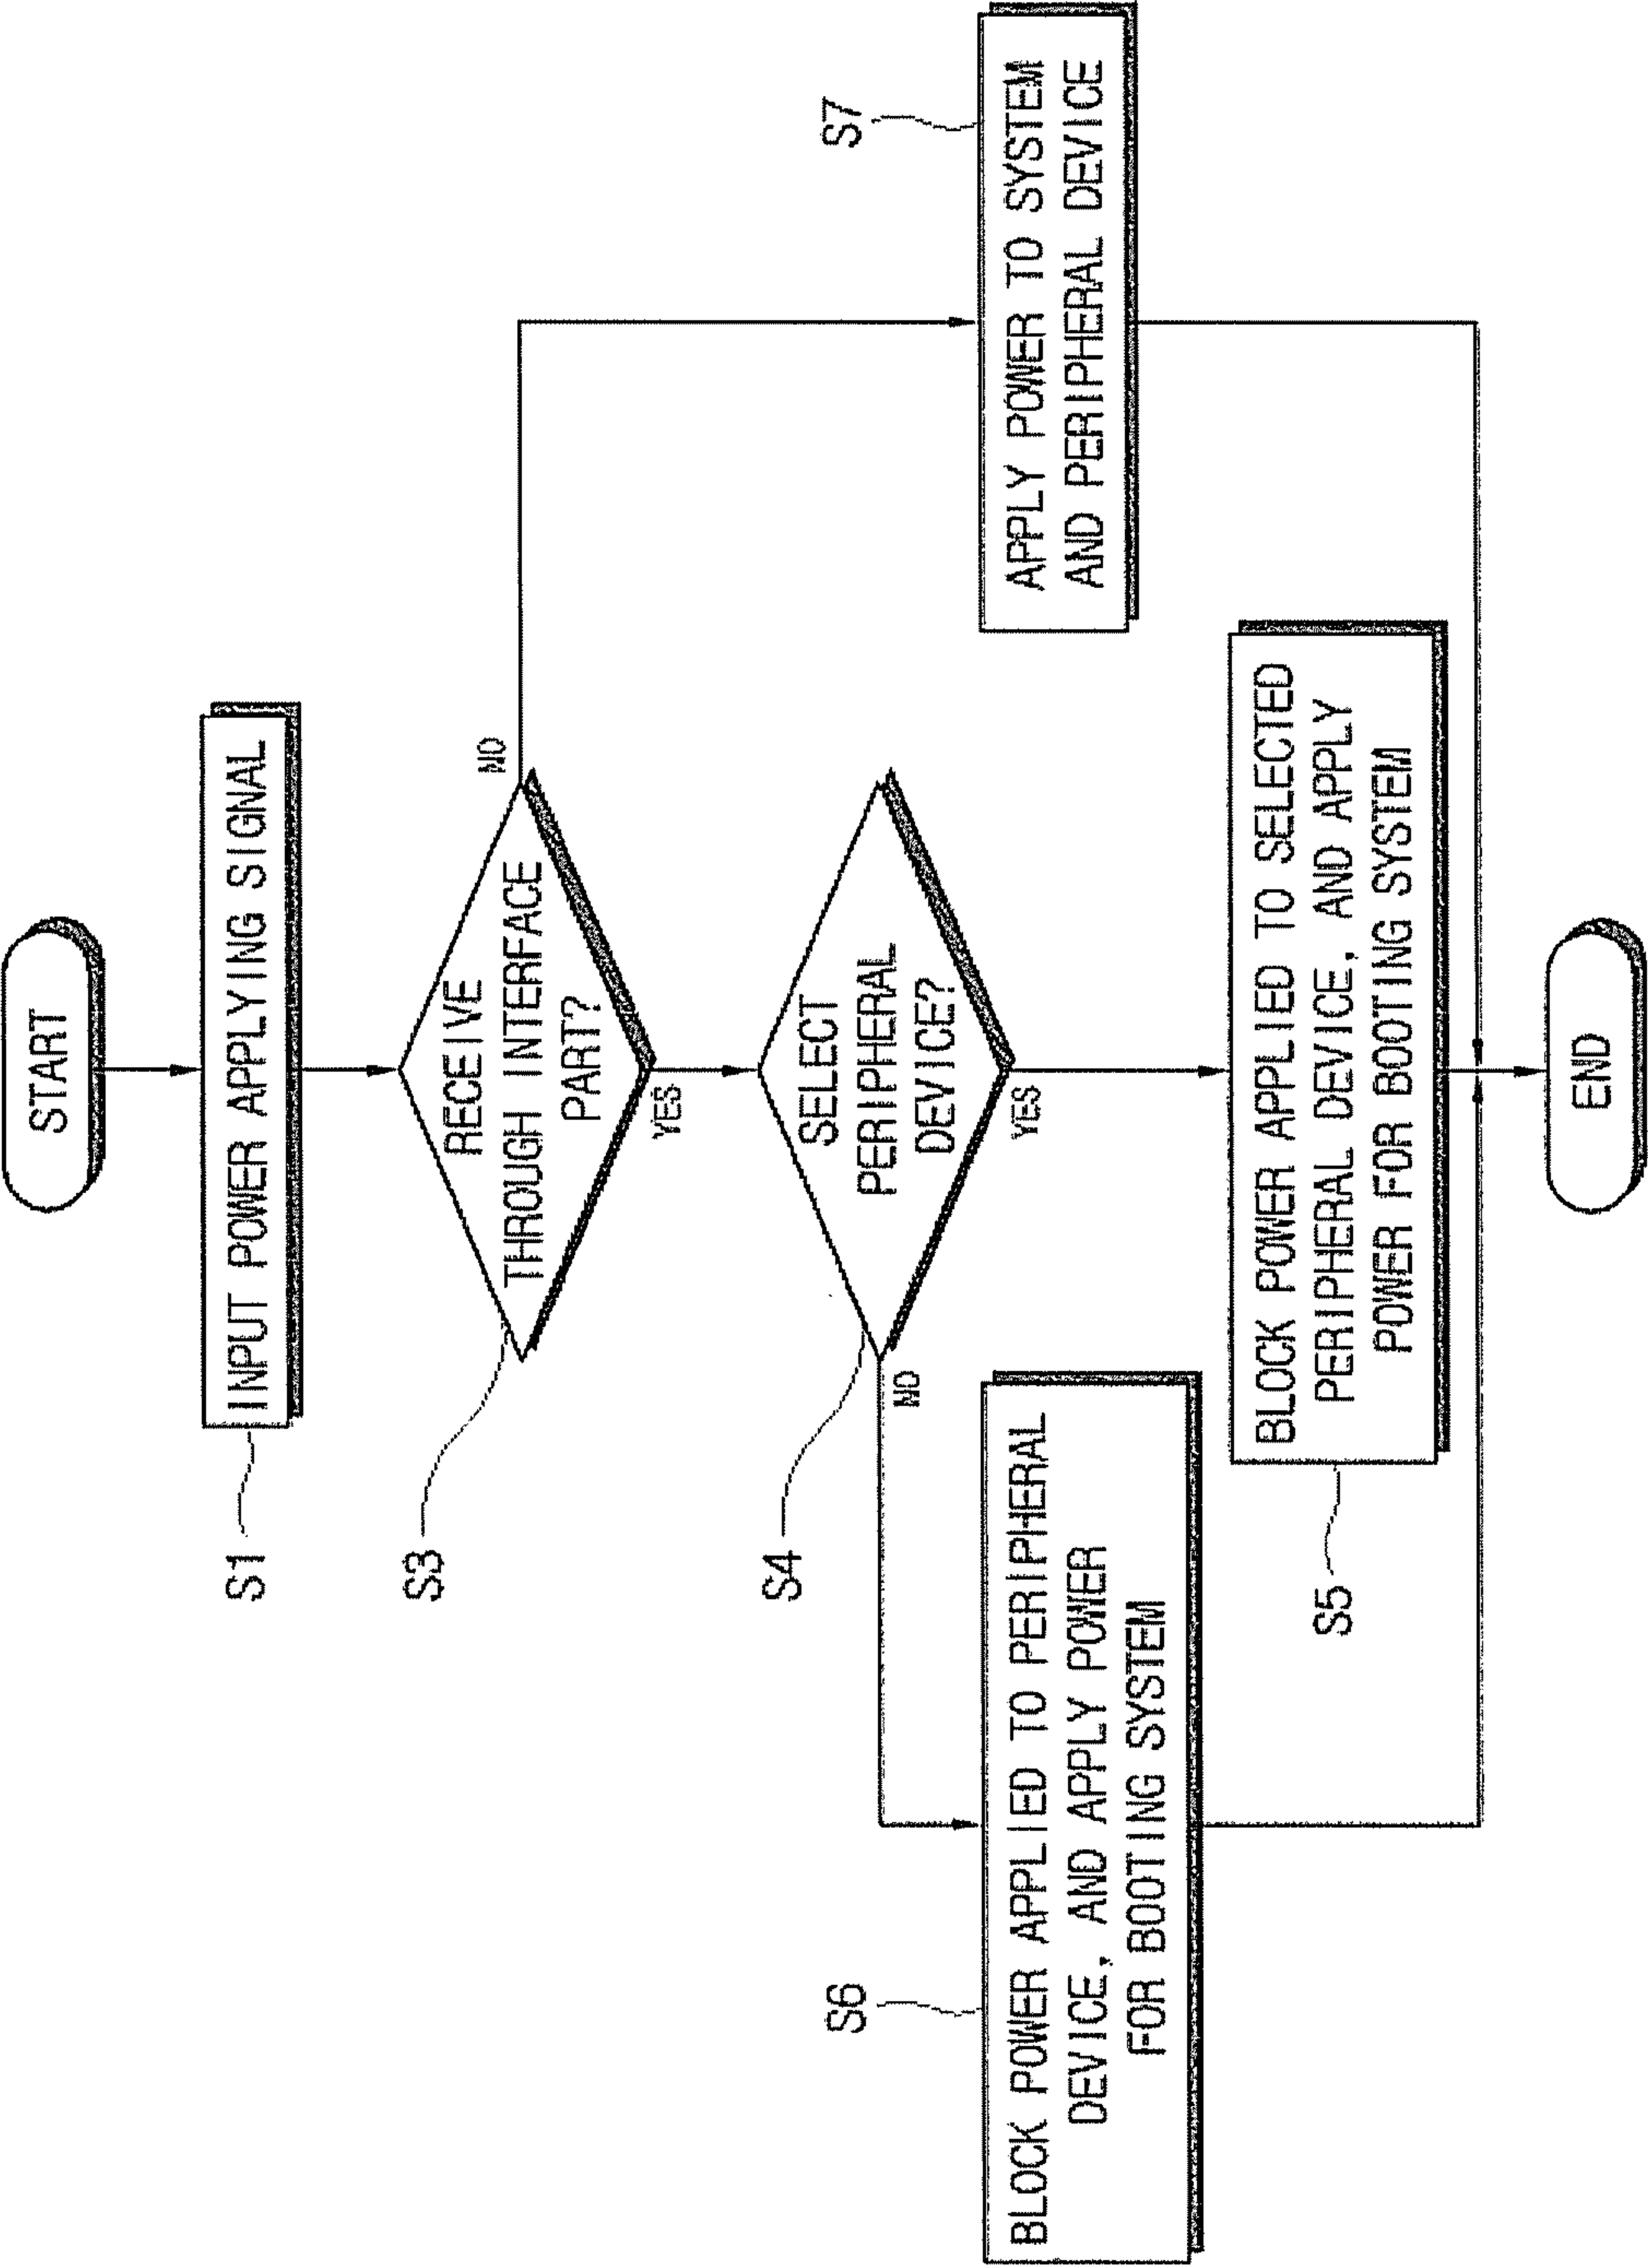 START
S1
INPUT POWER APPLYING SIGNAL
S3
RECEIVE
THROUGH INTERFACE
PART?
NO
YES
S4
SELECT
PERIPHERAL
DEVICE?
NO
YES
S6
BLOCK POWER APPLIED TO PERIPHERAL
DEVICE, AND APPLY POWER
FOR BOOTING SYSTEM
S7
APPLY POWER TO SYSTEM
AND PERIPHERAL DEVICE
S5
BLOCK POWER APPLIED TO SELECTED
PERIPHERAL DEVICE, AND APPLY
POWER FOR BOOTING SYSTEM
END